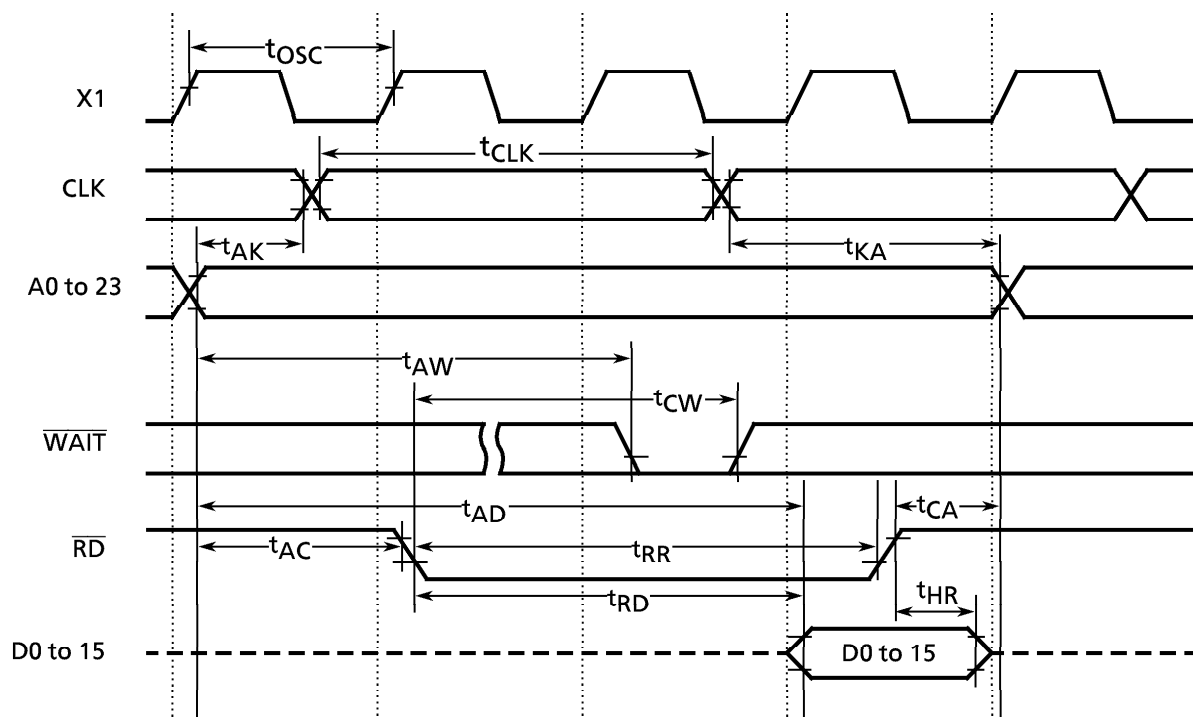 tOSC
X1
tCLK
CLK
tAK
tKA
A0 to 23
tAW
tCW
WAIT
tAD
tCA
RD
tAC
tRR
tRD
tHR
D0 to 15
D0 to 15